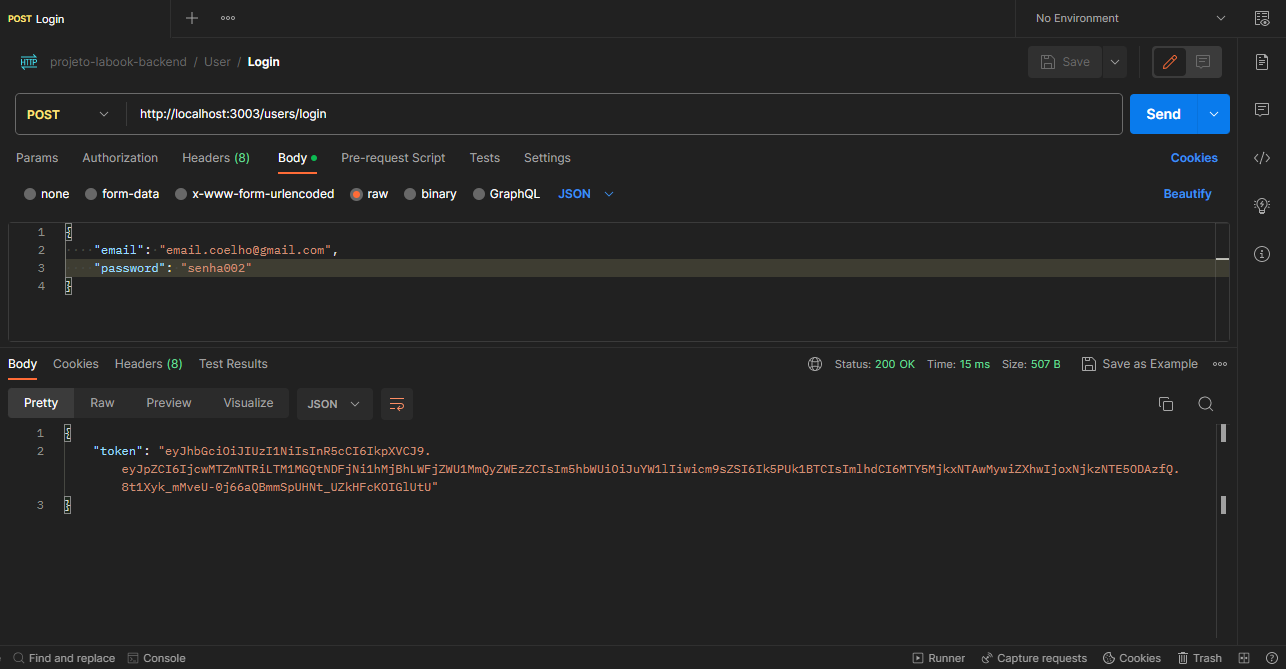 POST Login
No Environment
HTTP projeto-labook-backend / User / Login
Save
POST http://localhost:3003/users/login
Send
Params Authorization Headers (8) Body Pre-request Script Tests Settings Cookies
none form-data x-www-form-urlencoded raw binary GraphQL JSON Beautify
1 {
2 "email": "email.coelho@gmail.com",
3 "password": "senha002"
4 }
Body Cookies Headers (8) Test Results Status: 200 OK Time: 15 ms Size: 507 B Save as Example
Pretty Raw Preview Visualize JSON
1 {
2 "token": "eyJhbGciOiJIUzI1NiIsInR5cCI6IkpXVCJ9.
eyJpZCI6IjcwMTZmNTRiLTM1MGQtNDFjNi1hMjBhLWFjZWU1MmQyZWEzZCIsIm5hbWUiOiJuYW1lIiwicm9sZSI6Ik5PUk1BTCIsImlhdCI6MTY5MjkxNTAwMywiZXhwIjoxNjkzNTE5ODAzfQ.
8t1Xyk_mMveU-0j66aQBmmSpUHNt_UZkHFcKOIGlUtU"
3 }
Find and replace Console Runner Capture requests Cookies Trash